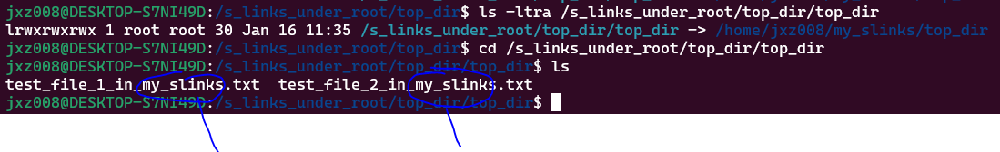 jxz008@DESKTOP-S7NI49D:/s_links_under_root/top_dir$ ls -ltra /s_links_under_root/top_dir/top_dir
lrwxrwxrwx 1 root root 30 Jan 16 11:35 /s_links_under_root/top_dir/top_dir -> /home/jxz008/my_slinks/top_dir
jxz008@DESKTOP-S7NI49D:/s_links_under_root/top_dir$ cd /s_links_under_root/top_dir/top_dir
jxz008@DESKTOP-S7NI49D:/s_links_under_root/top_dir/top_dir$ ls
test_file_1_in_my_slinks.txt  test_file_2_in_my_slinks.txt
jxz008@DESKTOP-S7NI49D:/s_links_under_root/top_dir/top_dir$